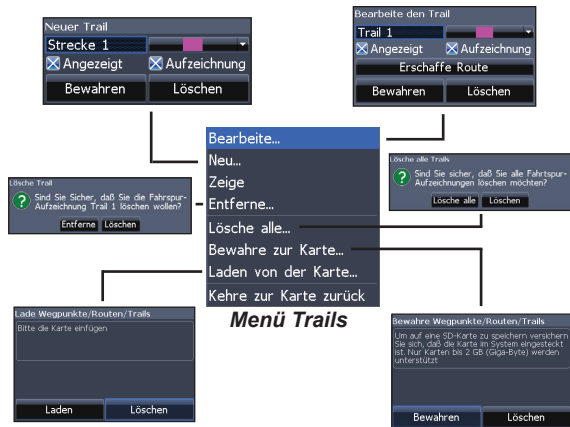 Neuer Trail
Strecke 1
Angezeigt Aufzeichnung
Bewahren Löschen
Bearbeite den Trail
Trail 1
Angezeigt Aufzeichnung
Erschaffe Route
Bewahren Löschen
Bearbeite...
Neu...
Zeige
Entferne...
Lösche alle...
Bewahre zur Karte...
Laden von der Karte...
Kehre zur Karte zurück
Menü Trails
Lösche Trail
Sind Sie Sicher, daß Sie die Fahrspur-
Aufzeichnung Trail 1 löschen wollen?
Entferne Löschen
Lösche alle Trails
Sind Sie sicher, daß Sie alle Fahrtspur-
Aufzeichnungen löschen möchten?
Lösche alle Löschen
Lade Wegpunkte/Routen/Trails
Bitte die Karte einfügen
Laden Löschen
Bewahre Wegpunkte/Routen/Trails
Um auf eine SD-Karte zu speichern versichern
Sie sich, daß die Karte im System eingesteckt
ist. Nur Karten bis 2 GB (Giga-Byte) werden
unterstützt
Bewahren Löschen